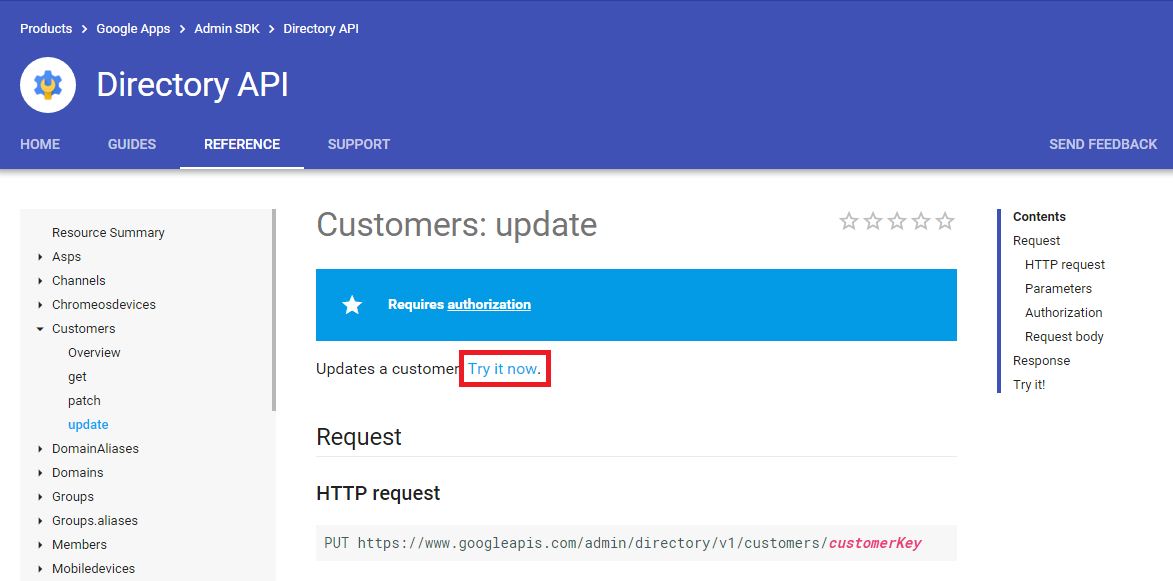 Products > Google Apps > Admin SDK > Directory API
Directory API
HOME GUIDES REFERENCE SUPPORT SEND FEEDBACK
Resource Summary
Asps
Channels
Chromeosdevices
Customers
Overview
get
patch
update
DomainAliases
Domains
Groups
Groups.aliases
Members
Mobiledevices
Customers: update
Requires authorization
Updates a customer Try it now.
Request
HTTP request
PUT https://www.googleapis.com/admin/directory/v1/customers/customerKey
Contents
Request
HTTP request
Parameters
Authorization
Request body
Response
Try it!